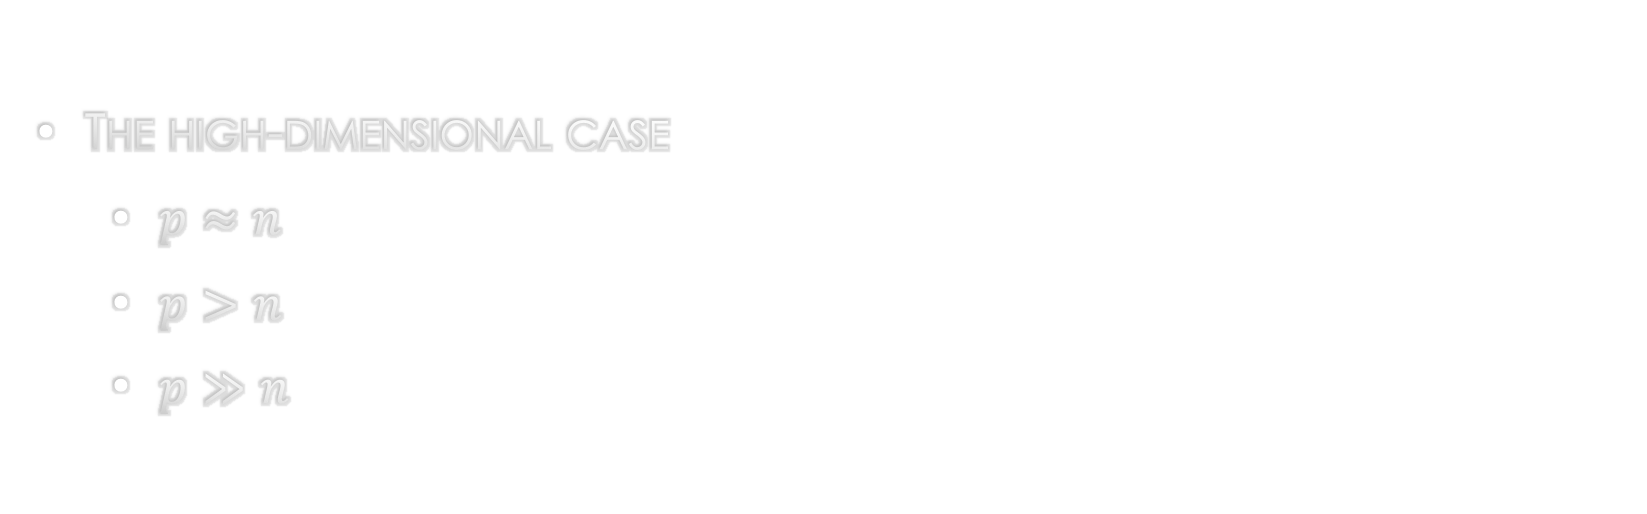 • The high-dimensional case
• p ≈ n
• p > n
• p ≫ n